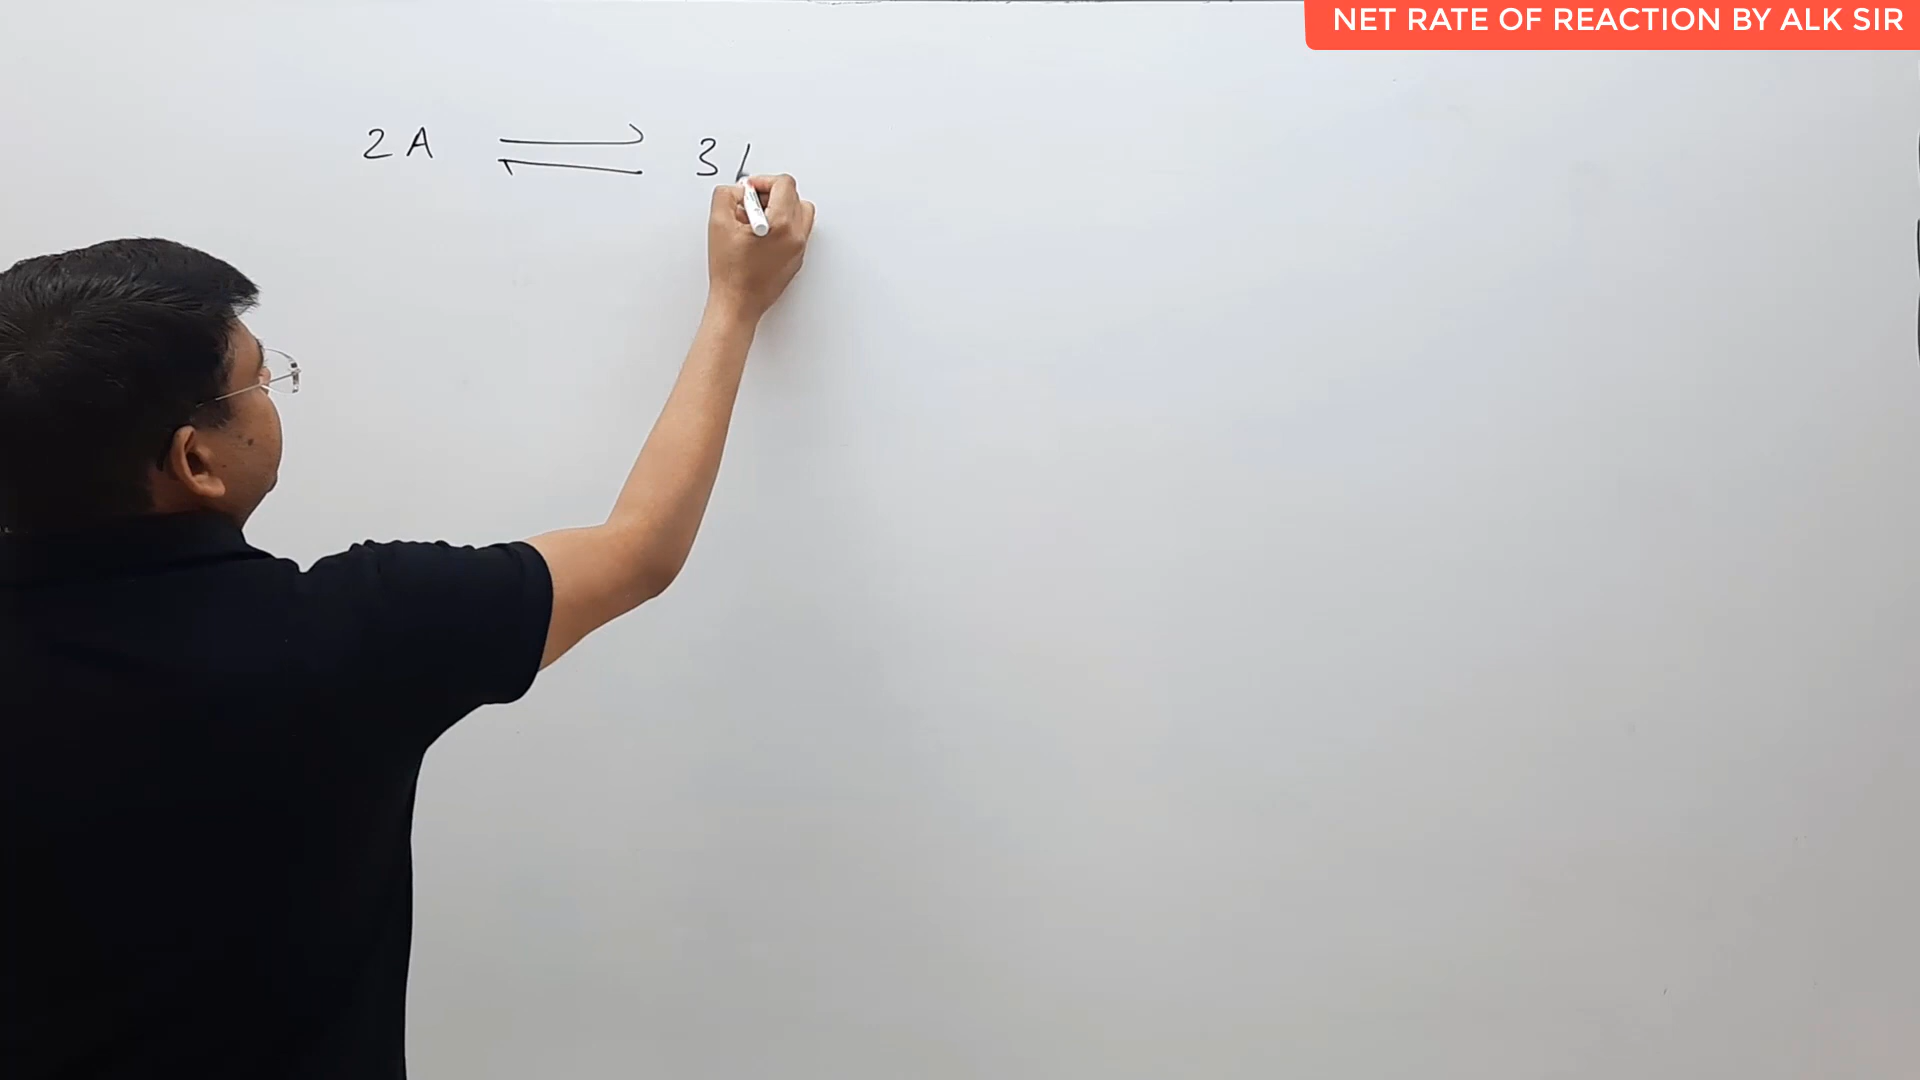 NET RATE OF REACTION BY ALK SIR
2A ⇌ 3